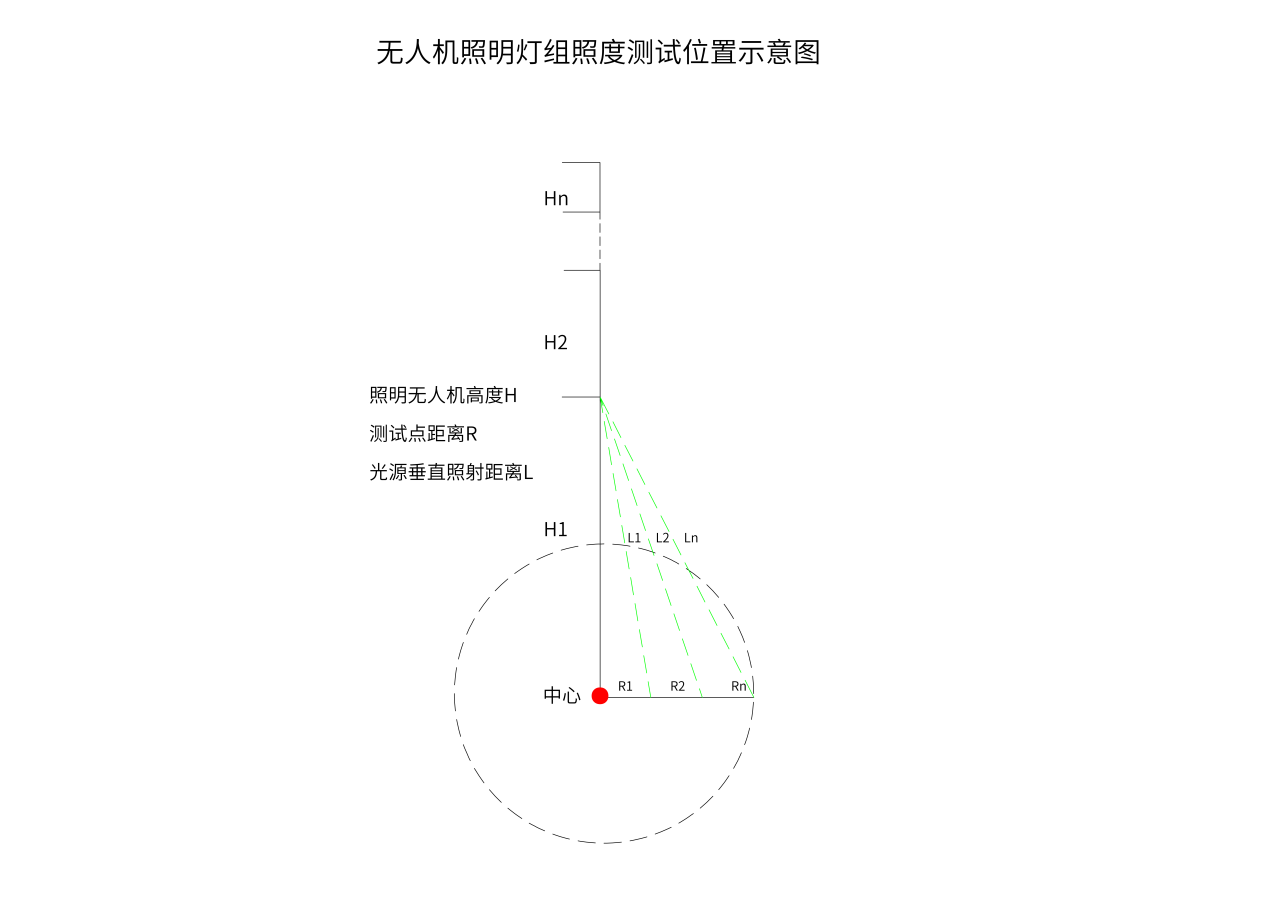 无人机照明灯组照度测试位置示意图
Hn
H2
照明无人机高度H
测试点距离R
光源垂直照射距离L
H1
L1 L2 Ln
中心
R1 R2 Rn